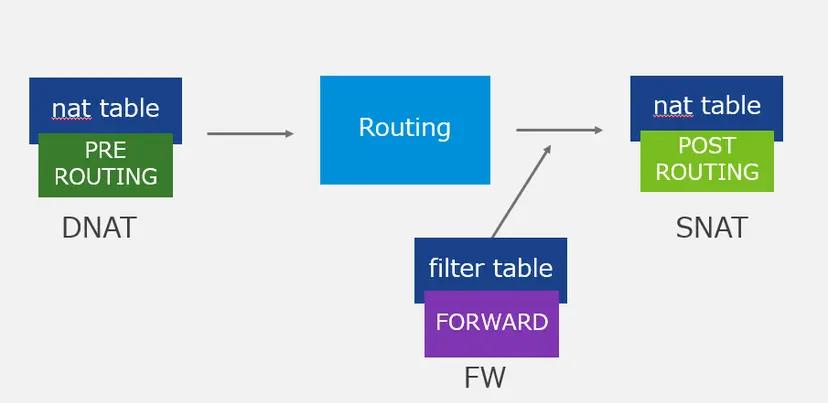 nat table
PRE
ROUTING
DNAT
Routing
filter table
FORWARD
FW
nat table
POST
ROUTING
SNAT